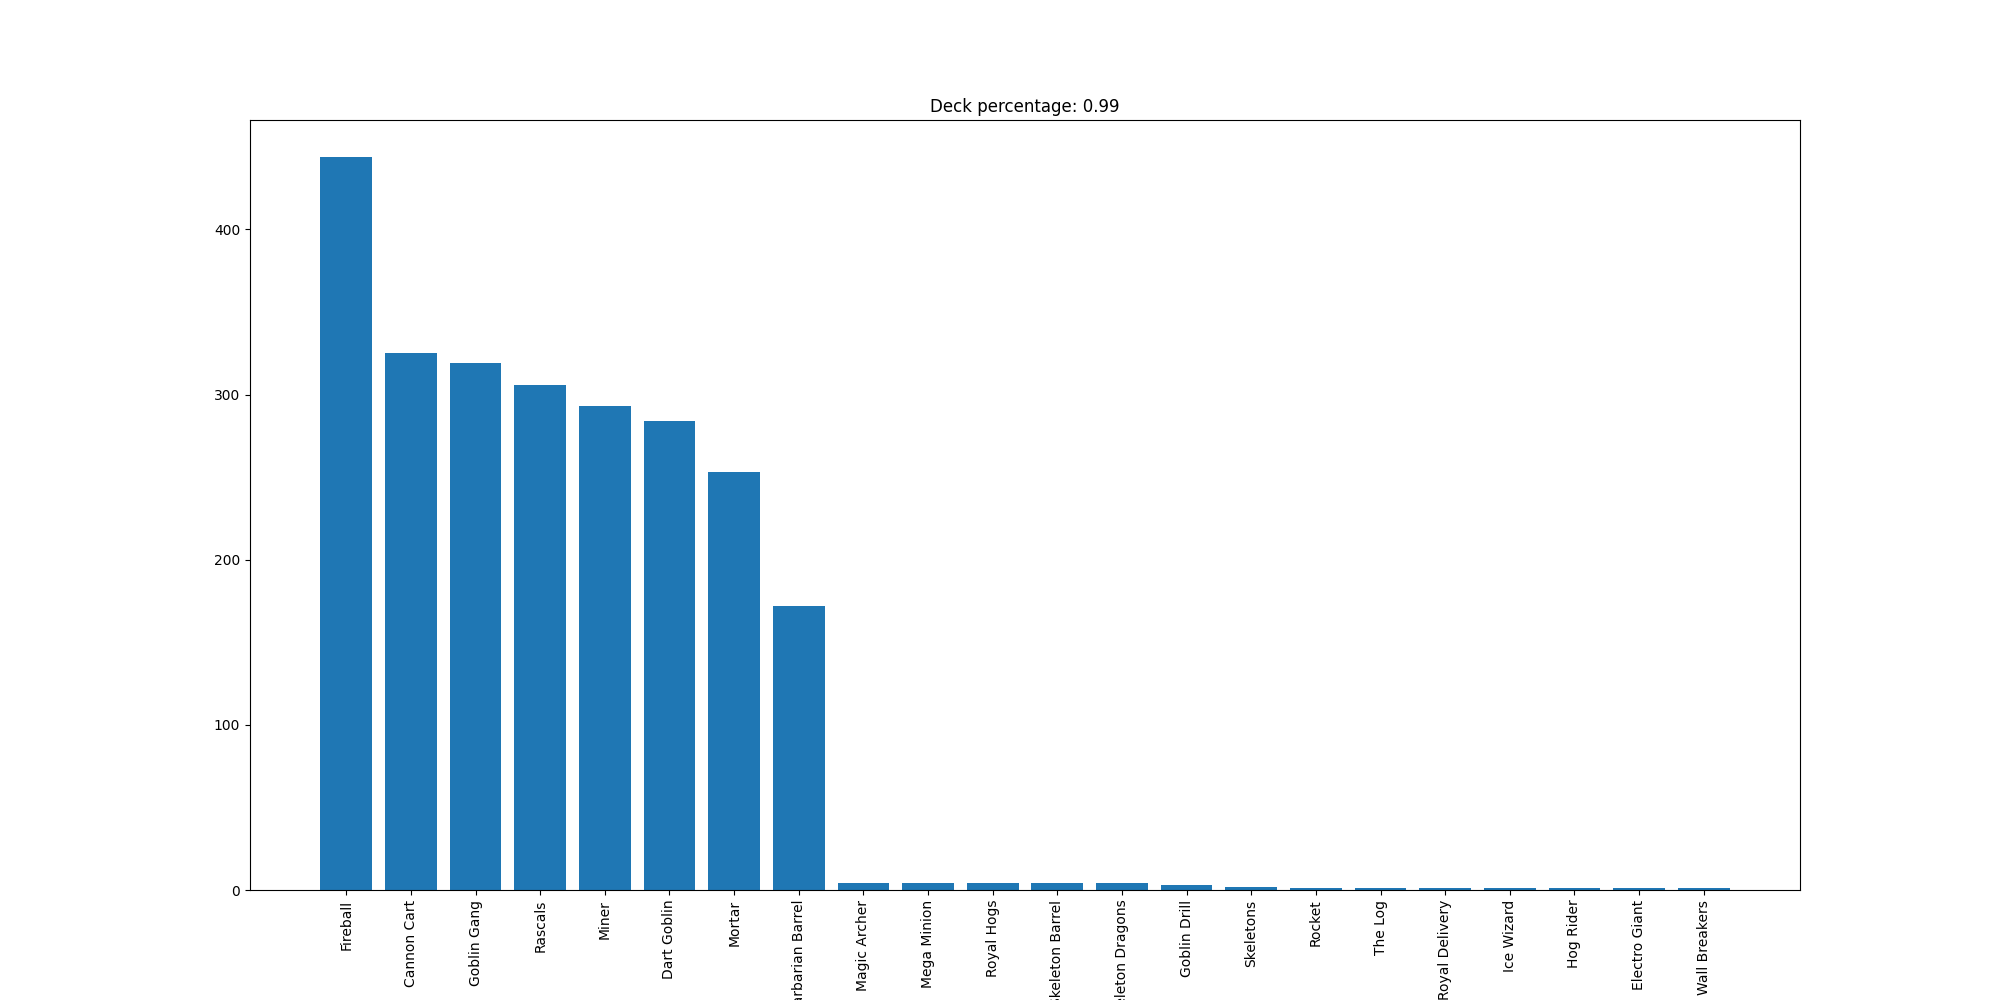 Deck percentage: 0.99
400
300
200
100
0
Fireball
Cannon Cart
Goblin Gang
Rascals
Miner
Dart Goblin
Mortar
arbarian Barrel
Magic Archer
Mega Minion
Royal Hogs
Skeleton Barrel
eleton Dragons
Goblin Drill
Skeletons
Rocket
The Log
Royal Delivery
Ice Wizard
Hog Rider
Electro Giant
Wall Breakers